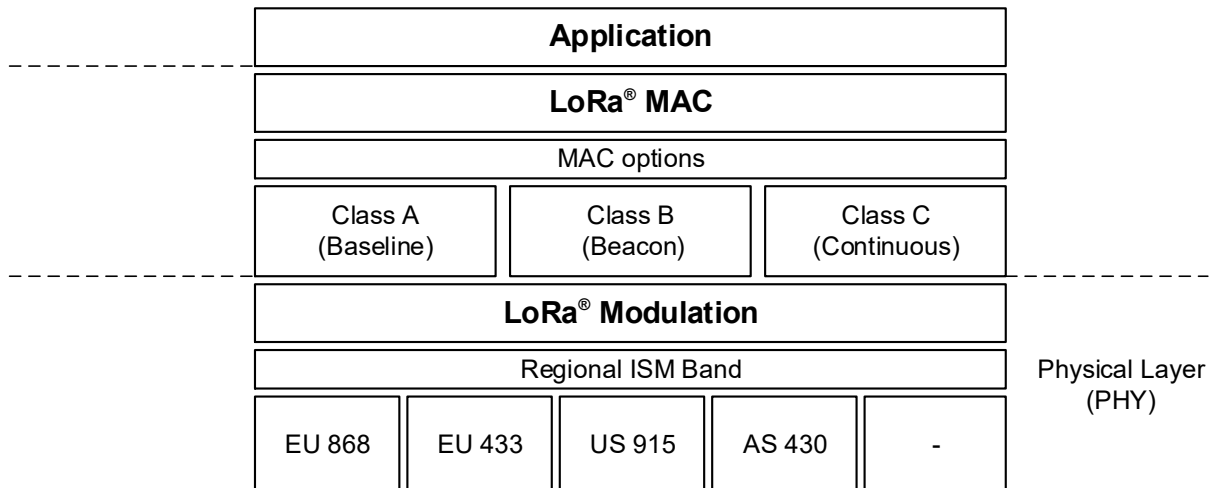 Application
LoRa® MAC
MAC options
Class A
(Baseline)
Class B
(Beacon)
Class C
(Continuous)
LoRa® Modulation
Regional ISM Band
Physical Layer
(PHY)
EU 868
EU 433
US 915
AS 430
-